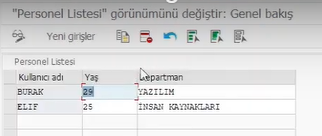 "Personel Listesi" görünümünü değiştir: Genel bakış
Yeni girişler
Personel Listesi
Kullanıcı adı Yaş Departman
BURAK 29 YAZILIM
ELIF 25 İNSAN KAYNAKLARI